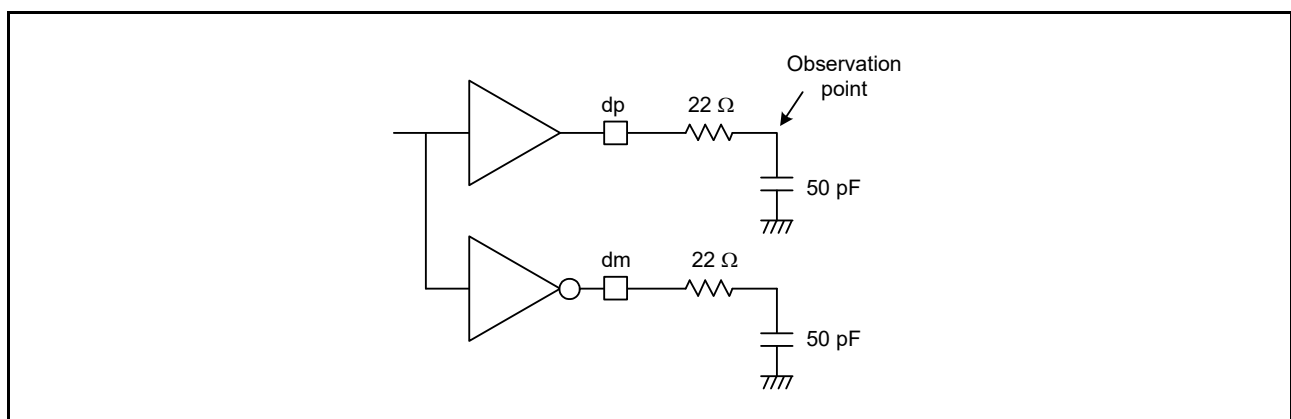 Observation
point
dp
22 Ω
50 pF
dm
22 Ω
50 pF